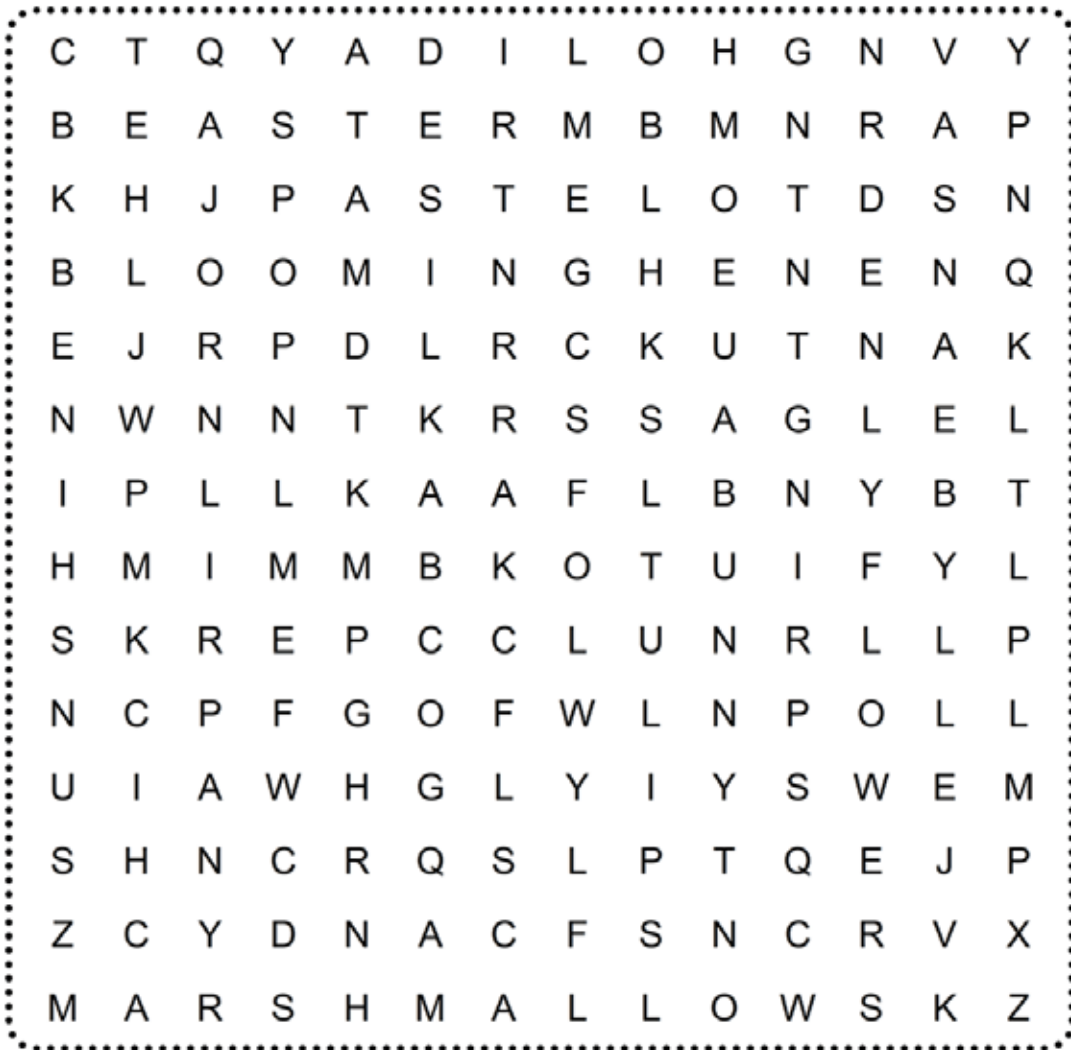 C T Q Y A D I L O H G N V Y
B E A S T E R M B M N R A P
K H J P A S T E L O T D S N
B L O O M I N G H E N E N Q
E J R P D L R C K U T N A K
N W N N T K R S S A G L E L
I P L L K A A F L B N Y B T
H M I M M B K O T U I F Y L
S K R E P C C L U N R L L P
N C P F G O F W L N P O L L
U I A W H G L Y I Y S W E M
S H N C R Q S L P T Q E J P
Z C Y D N A C F S N C R V X
M A R S H M A L L O W S K Z